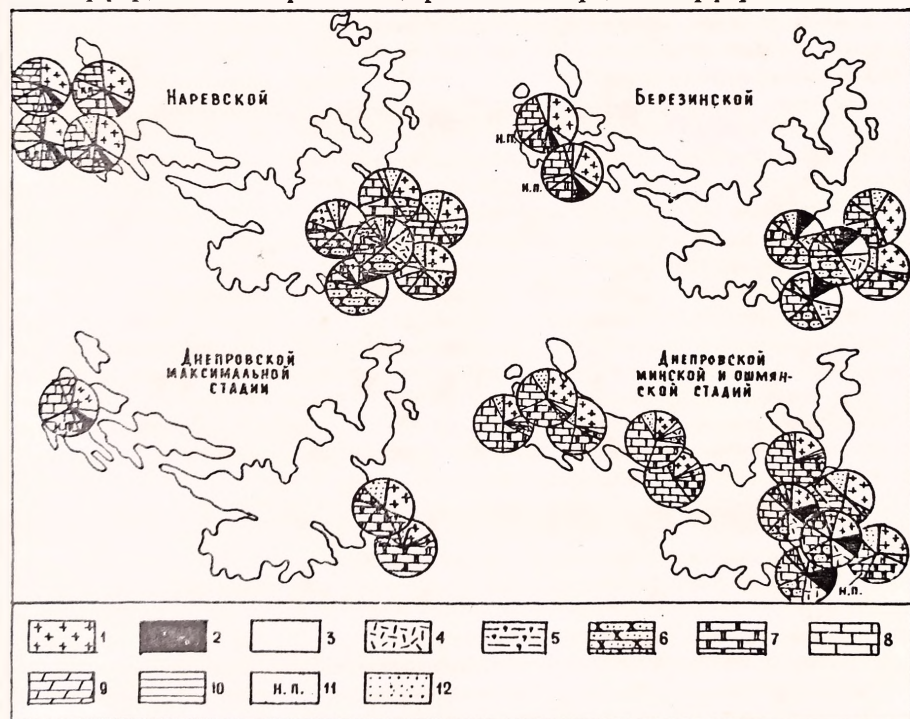 НАРЕВСКОЙ
БЕРЕЗИНСКОЙ
Н.П.
Н.П.
ДНЕПРОВСКОЙ
МАКСИМАЛЬНОЙ
СТАДИИ
ДНЕПРОВСКОЙ
МИНСКОЙ И ОШМЯН-
СКОЙ СТАДИЙ
Н.П.
Н.П.
1 2 3 4 5 6 7 8
9 10 Н.П. 11 12